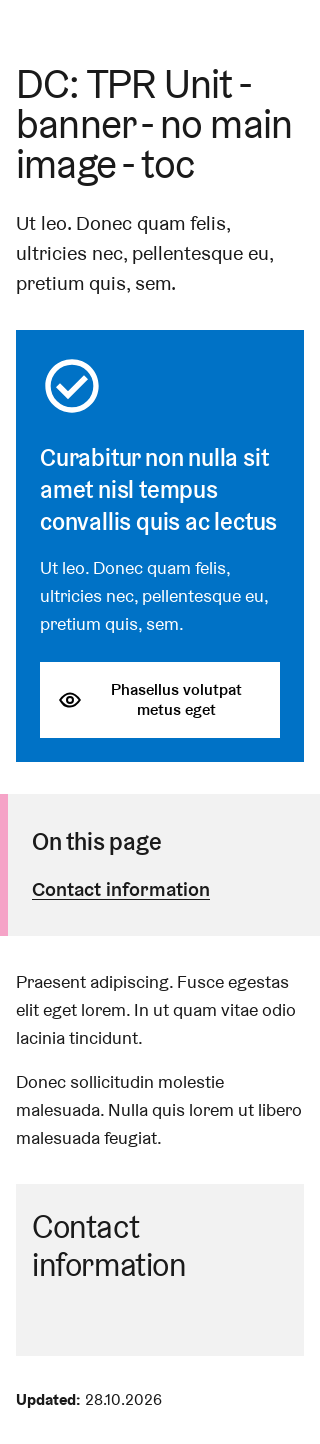 DC: TPR Unit -
banner - no main
image - toc
Ut leo. Donec quam felis,
ultricies nec, pellentesque eu,
pretium quis, sem.
Curabitur non nulla sit
amet nisl tempus
convallis quis ac lectus
Ut leo. Donec quam felis,
ultricies nec, pellentesque eu,
pretium quis, sem.
Phasellus volutpat
metus eget
On this page
Contact information
Praesent adipiscing. Fusce egestas
elit eget lorem. In ut quam vitae odio
lacinia tincidunt.
Donec sollicitudin molestie
malesuada. Nulla quis lorem ut libero
malesuada feugiat.
Contact
information
Updated: 28.10.2026